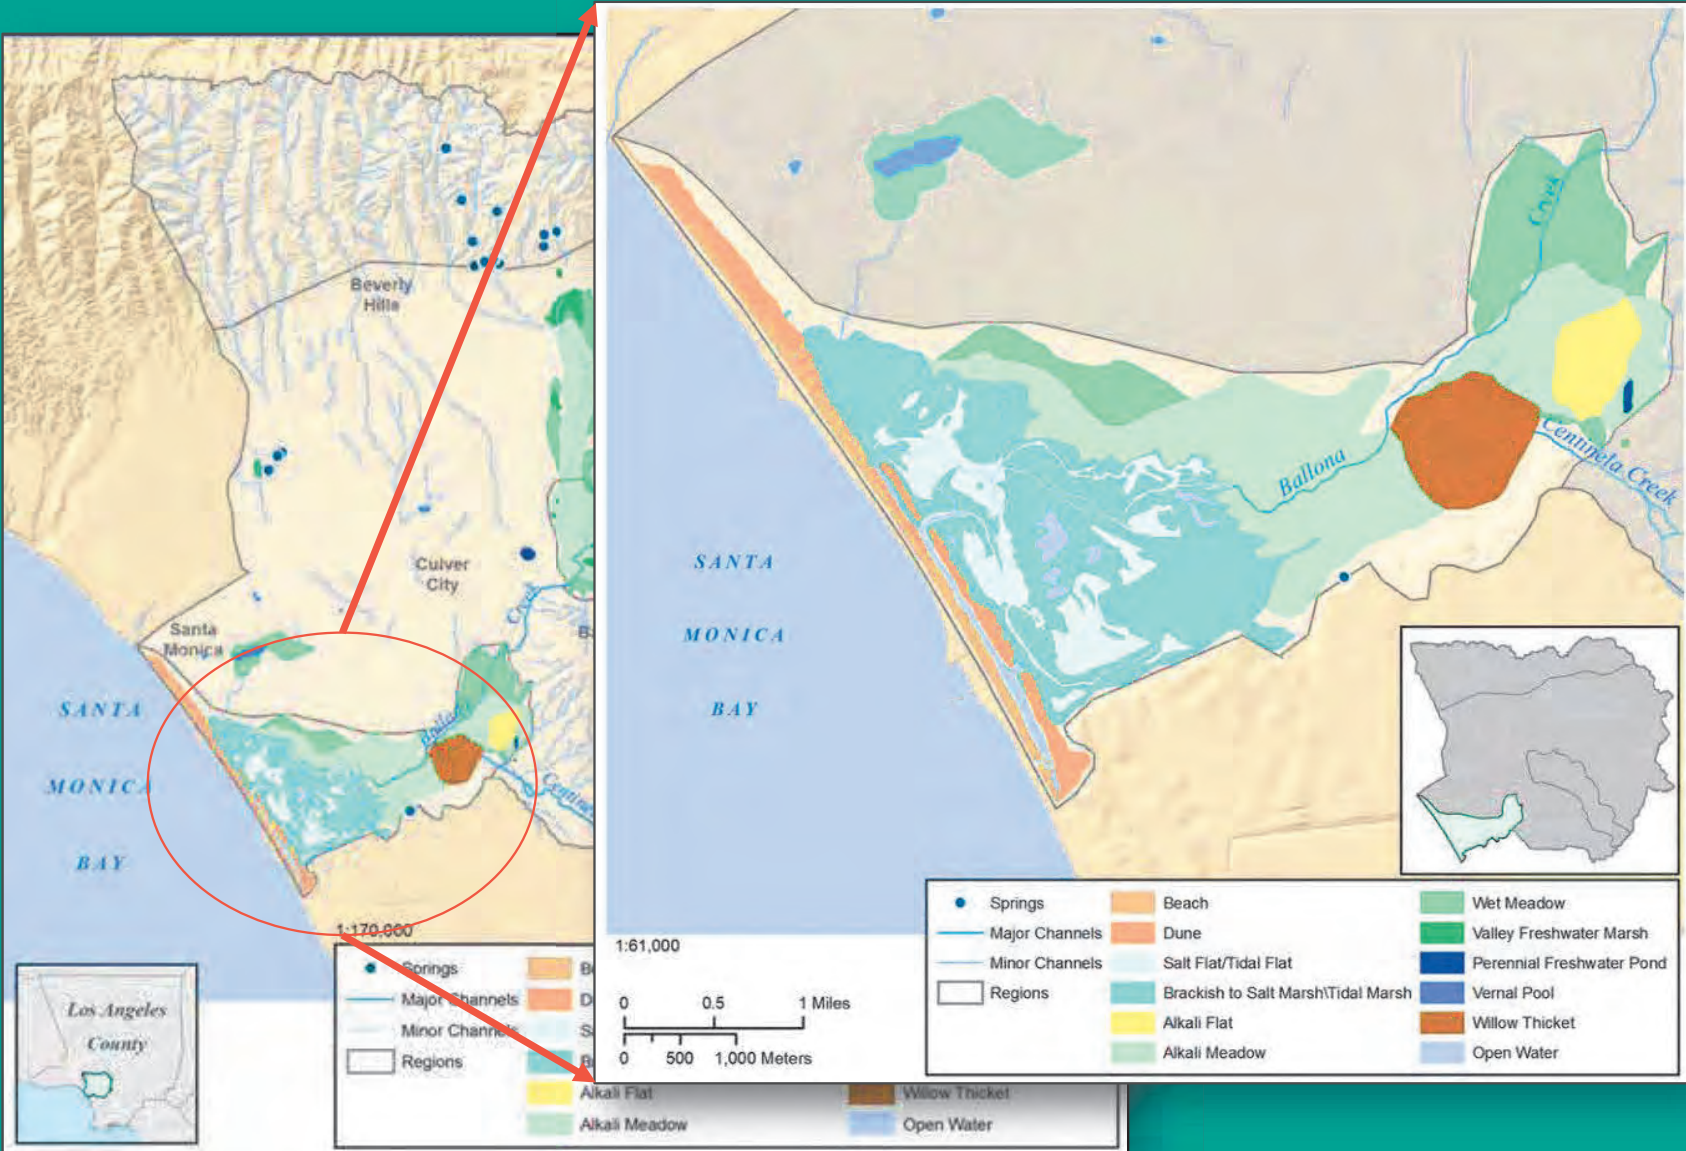 Beverly
Hills
Culver
City
Creek
Santa
Monica
Ballona
SANTA
MONICA
BAY
1:170,000
Los Angeles
County
Springs
Major Channels
Minor Channels
Regions
Alkali Flat
Alkali Meadow
Willow Thicket
Open Water
Creek
Centinela Creek
Ballona
SANTA
MONICA
BAY
1:61,000
0 0.5 1 Miles
0 500 1,000 Meters
Springs
Major Channels
Minor Channels
Regions
Beach
Dune
Salt Flat/Tidal Flat
Brackish to Salt Marsh\Tidal Marsh
Alkali Flat
Alkali Meadow
Wet Meadow
Valley Freshwater Marsh
Perennial Freshwater Pond
Vernal Pool
Willow Thicket
Open Water